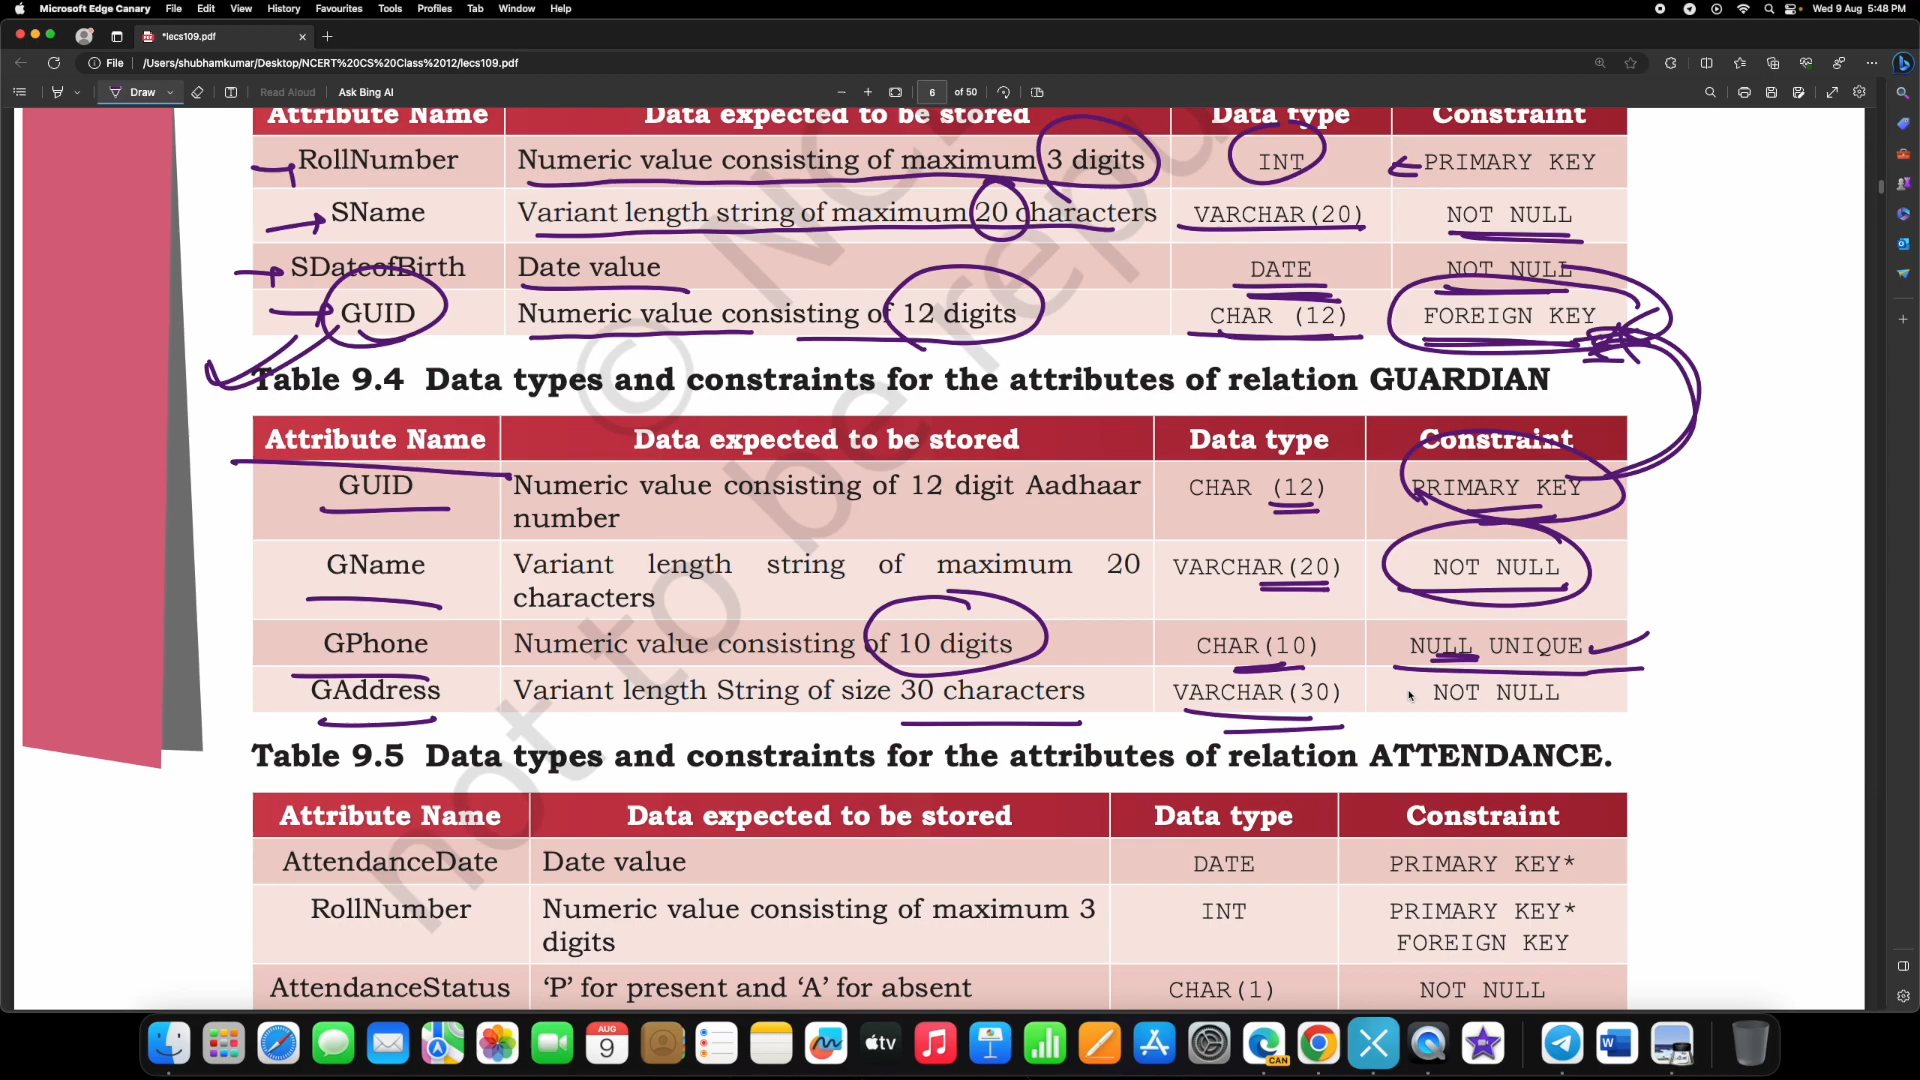 Microsoft Edge Canary File Edit View History Favourites Tools Profiles Tab Window Help Wed 9 Aug 5:48 PM
*lecs109.pdf
File /Users/shubhamkumar/Desktop/NCERT%20CS%20Class%2012/lecs109.pdf
Draw Read Aloud Ask Bing AI 6 of 50
Attribute Name Data expected to be stored Data type Constraint
RollNumber Numeric value consisting of maximum 3 digits INT PRIMARY KEY
SName Variant length string of maximum 20 characters VARCHAR(20) NOT NULL
SDateofBirth Date value DATE NOT NULL
GUID Numeric value consisting of 12 digits CHAR (12) FOREIGN KEY
Table 9.4 Data types and constraints for the attributes of relation GUARDIAN
Attribute Name Data expected to be stored Data type Constraint
GUID Numeric value consisting of 12 digit Aadhaar CHAR (12) PRIMARY KEY
number
GName Variant length string of maximum 20 VARCHAR(20) NOT NULL
characters
GPhone Numeric value consisting of 10 digits CHAR(10) NULL UNIQUE
GAddress Variant length String of size 30 characters VARCHAR(30) NOT NULL
Table 9.5 Data types and constraints for the attributes of relation ATTENDANCE.
Attribute Name Data expected to be stored Data type Constraint
AttendanceDate Date value DATE PRIMARY KEY*
RollNumber Numeric value consisting of maximum 3 INT PRIMARY KEY*
digits FOREIGN KEY
AttendanceStatus ‘P’ for present and ‘A’ for absent CHAR(1) NOT NULL
not to be repu
© NC
AUG
9
tv
CAN